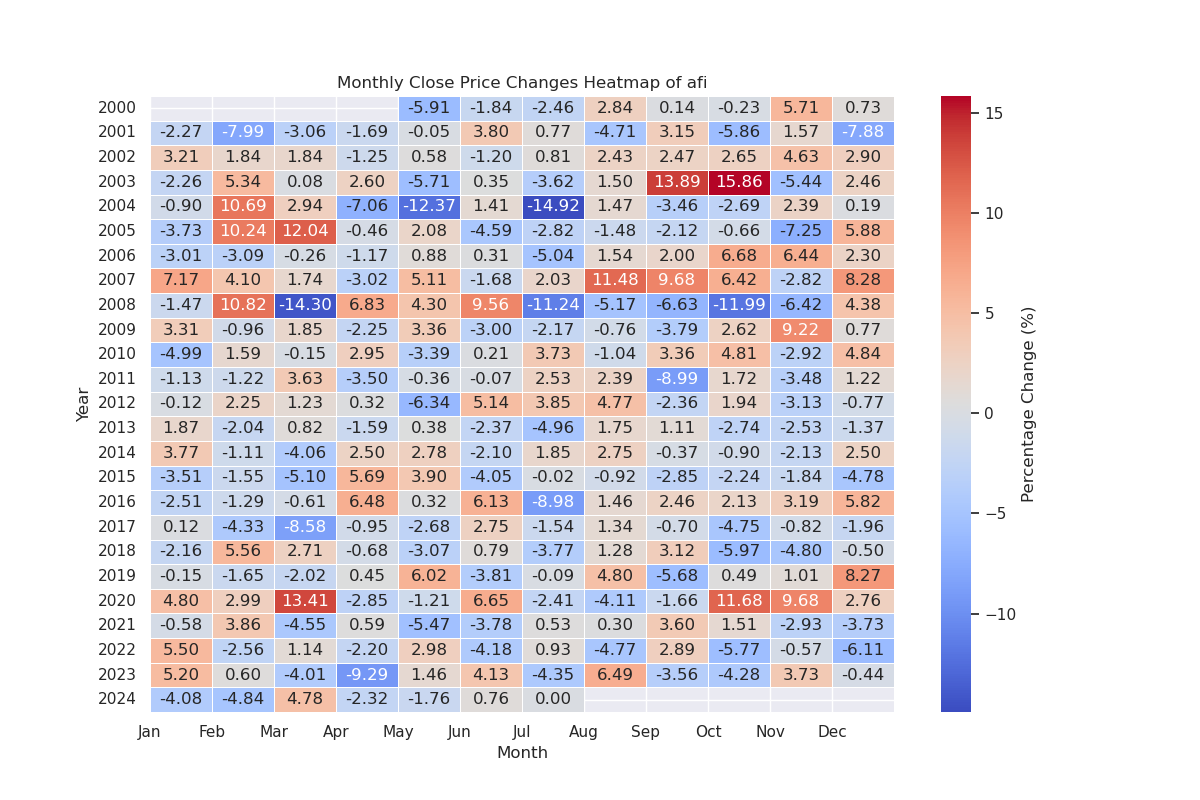 Monthly Close Price Changes Heatmap of afi
2000 -5.91 -1.84 -2.46 2.84 0.14 -0.23 5.71 0.73
2001 -2.27 -7.99 -3.06 -1.69 -0.05 3.80 0.77 -4.71 3.15 -5.86 1.57 -7.88
2002 3.21 1.84 1.84 -1.25 0.58 -1.20 0.81 2.43 2.47 2.65 4.63 2.90
2003 -2.26 5.34 0.08 2.60 -5.71 0.35 -3.62 1.50 13.89 15.86 -5.44 2.46
2004 -0.90 10.69 2.94 -7.06 -12.37 1.41 -14.92 1.47 -3.46 -2.69 2.39 0.19
2005 -3.73 10.24 12.04 -0.46 2.08 -4.59 -2.82 -1.48 -2.12 -0.66 -7.25 5.88
2006 -3.01 -3.09 -0.26 -1.17 0.88 0.31 -5.04 1.54 2.00 6.68 6.44 2.30
2007 7.17 4.10 1.74 -3.02 5.11 -1.68 2.03 11.48 9.68 6.42 -2.82 8.28
2008 -1.47 10.82 -14.30 6.83 4.30 9.56 -11.24 -5.17 -6.63 -11.99 -6.42 4.38
2009 3.31 -0.96 1.85 -2.25 3.36 -3.00 -2.17 -0.76 -3.79 2.62 9.22 0.77
2010 -4.99 1.59 -0.15 2.95 -3.39 0.21 3.73 -1.04 3.36 4.81 -2.92 4.84
2011 -1.13 -1.22 3.63 -3.50 -0.36 -0.07 2.53 2.39 -8.99 1.72 -3.48 1.22
2012 -0.12 2.25 1.23 0.32 -6.34 5.14 3.85 4.77 -2.36 1.94 -3.13 -0.77
2013 1.87 -2.04 0.82 -1.59 0.38 -2.37 -4.96 1.75 1.11 -2.74 -2.53 -1.37
2014 3.77 -1.11 -4.06 2.50 2.78 -2.10 1.85 2.75 -0.37 -0.90 -2.13 2.50
2015 -3.51 -1.55 -5.10 5.69 3.90 -4.05 -0.02 -0.92 -2.85 -2.24 -1.84 -4.78
2016 -2.51 -1.29 -0.61 6.48 0.32 6.13 -8.98 1.46 2.46 2.13 3.19 5.82
2017 0.12 -4.33 -8.58 -0.95 -2.68 2.75 -1.54 1.34 -0.70 -4.75 -0.82 -1.96
2018 -2.16 5.56 2.71 -0.68 -3.07 0.79 -3.77 1.28 3.12 -5.97 -4.80 -0.50
2019 -0.15 -1.65 -2.02 0.45 6.02 -3.81 -0.09 4.80 -5.68 0.49 1.01 8.27
2020 4.80 2.99 13.41 -2.85 -1.21 6.65 -2.41 -4.11 -1.66 11.68 9.68 2.76
2021 -0.58 3.86 -4.55 0.59 -5.47 -3.78 0.53 0.30 3.60 1.51 -2.93 -3.73
2022 5.50 -2.56 1.14 -2.20 2.98 -4.18 0.93 -4.77 2.89 -5.77 -0.57 -6.11
2023 5.20 0.60 -4.01 -9.29 1.46 4.13 -4.35 6.49 -3.56 -4.28 3.73 -0.44
2024 -4.08 -4.84 4.78 -2.32 -1.76 0.76 0.00
Jan Feb Mar Apr May Jun Jul Aug Sep Oct Nov Dec
Month
Year
15
10
5
0
−5
−10
Percentage Change (%)